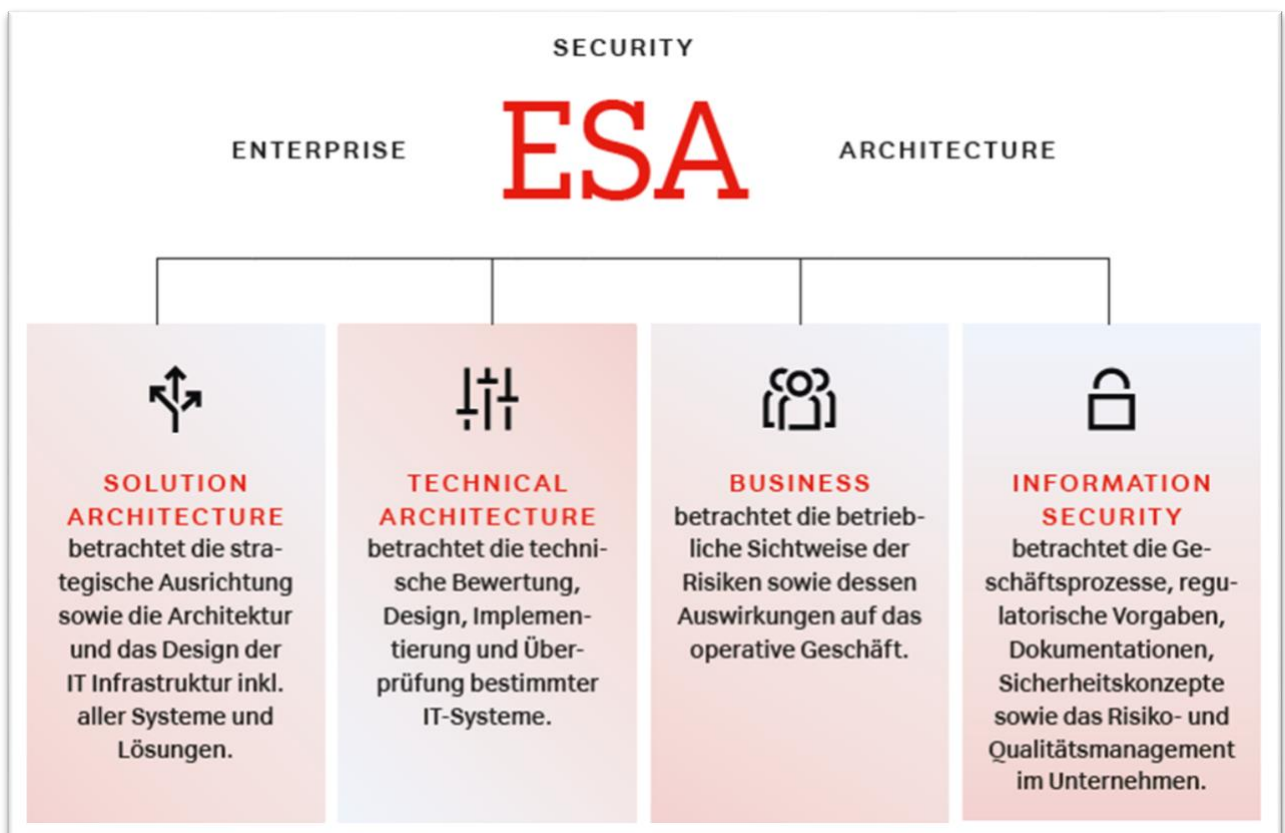 SECURITY
ENTERPRISE
ESA
ARCHITECTURE
SOLUTION
ARCHITECTURE
betrachtet die stra-
tegische Ausrichtung
sowie die Architektur
und das Design der
IT Infrastruktur inkl.
aller Systeme und
Lösungen.
TECHNICAL
ARCHITECTURE
betrachtet die techni-
sche Bewertung,
Design, Implemen-
tierung und Über-
prüfung bestimmter
IT-Systeme.
BUSINESS
betrachtet die betrieb-
liche Sichtweise der
Risiken sowie dessen
Auswirkungen auf das
operative Geschäft.
INFORMATION
SECURITY
betrachtet die Ge-
schäftsprozesse, regu-
latorische Vorgaben,
Dokumentationen,
Sicherheitskonzepte
sowie das Risiko- und
Qualitätsmanagement
im Unternehmen.